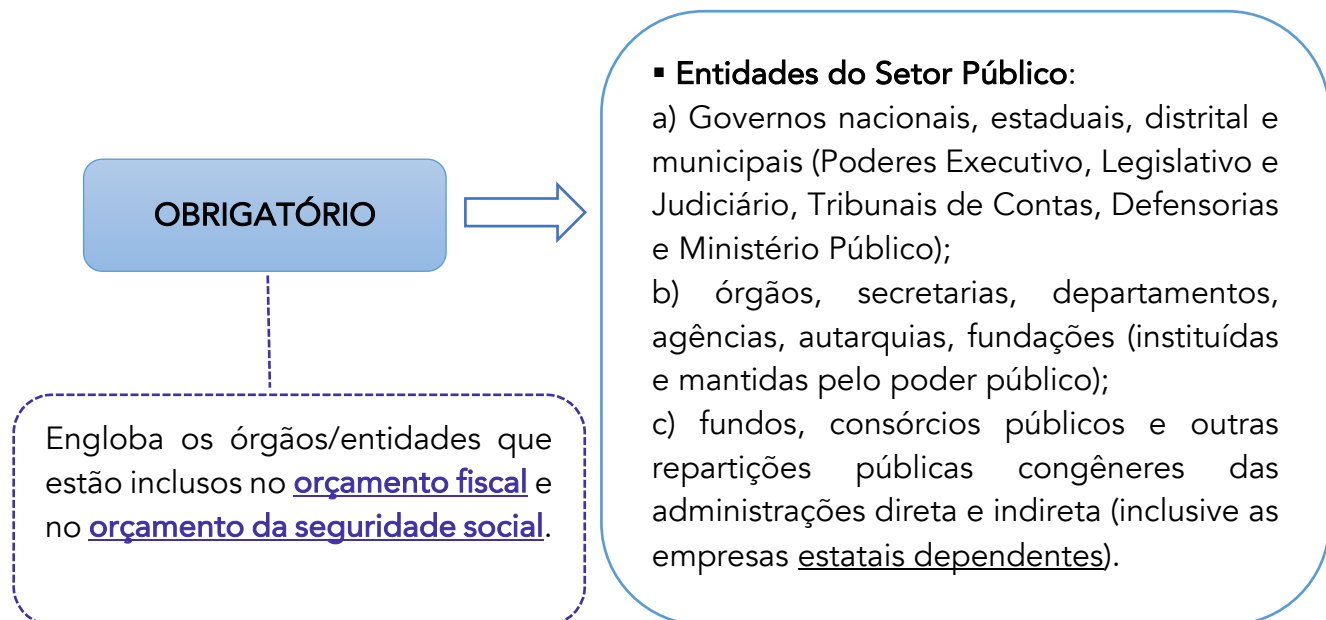 OBRIGATÓRIO
Engloba os órgãos/entidades que
estão inclusos no orçamento fiscal e
no orçamento da seguridade social.
▪ Entidades do Setor Público:
a) Governos nacionais, estaduais, distrital e
municipais (Poderes Executivo, Legislativo e
Judiciário, Tribunais de Contas, Defensorias
e Ministério Público);
b) órgãos, secretarias, departamentos,
agências, autarquias, fundações (instituídas
e mantidas pelo poder público);
c) fundos, consórcios públicos e outras
repartições públicas congêneres das
administrações direta e indireta (inclusive as
empresas estatais dependentes).